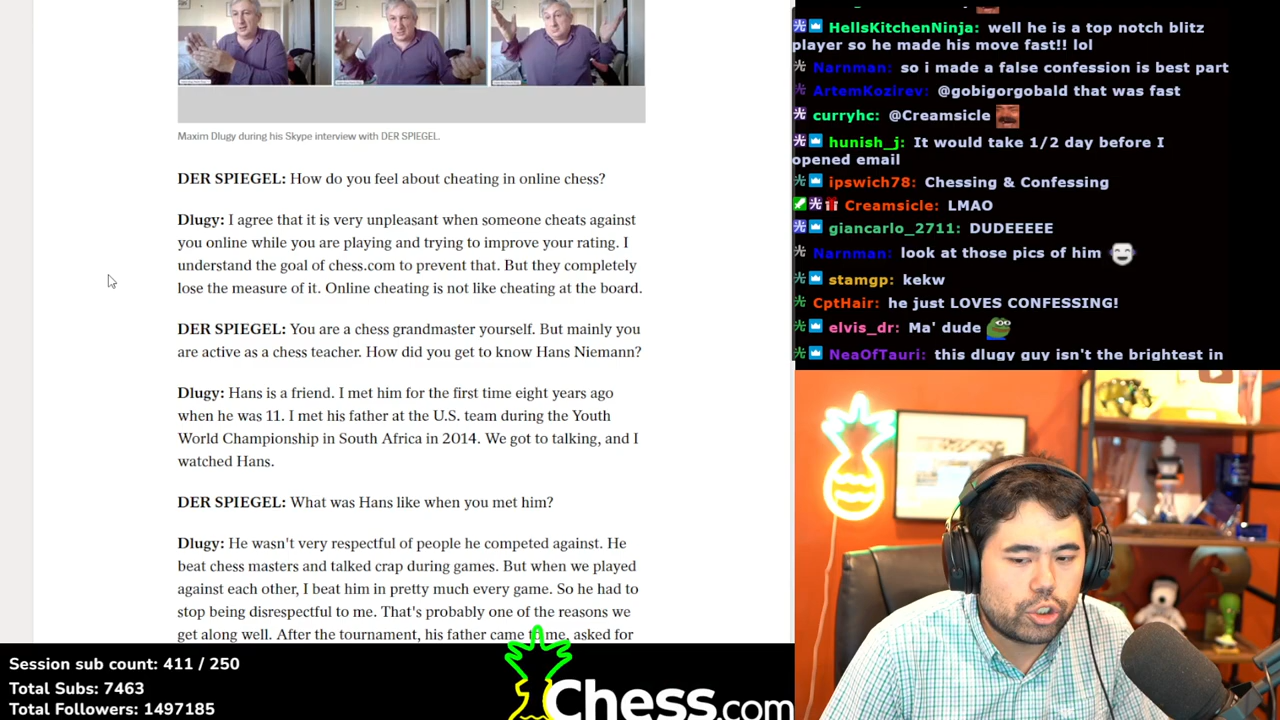 Maxim Dlugy during his Skype interview with DER SPIEGEL.
DER SPIEGEL: How do you feel about cheating in online chess?
Dlugy: I agree that it is very unpleasant when someone cheats against
you online while you are playing and trying to improve your rating. I
understand the goal of chess.com to prevent that. But they completely
lose the measure of it. Online cheating is not like cheating at the board.
DER SPIEGEL: You are a chess grandmaster yourself. But mainly you
are active as a chess teacher. How did you get to know Hans Niemann?
Dlugy: Hans is a friend. I met him for the first time eight years ago
when he was 11. I met his father at the U.S. team during the Youth
World Championship in South Africa in 2014. We got to talking, and I
watched Hans.
DER SPIEGEL: What was Hans like when you met him?
Dlugy: He wasn't very respectful of people he competed against. He
beat chess masters and talked crap during games. But when we played
against each other, I beat him in pretty much every game. So he had to
stop being disrespectful to me. That's probably one of the reasons we
get along well. After the tournament, his father came to me, asked for
HellsKitchenNinja: well he is a top notch blitz
player so he made his move fast!! lol
Narnman: so i made a false confession is best part
ArtemKozirev: @gobigorgobald that was fast
curryhc: @Creamsicle
hunish_j: It would take 1/2 day before I
opened email
ipswich78: Chessing & Confessing
Creamsicle: LMAO
giancarlo_2711: DUDEEEEE
Narnman: look at those pics of him
stamgp: kekw
CptHair: he just LOVES CONFESSING!
elvis_dr: Ma' dude
NeaOfTauri: this dlugy guy isn't the brightest in
Session sub count: 411 / 250
Total Subs: 7463
Total Followers: 1497185
Chess.com